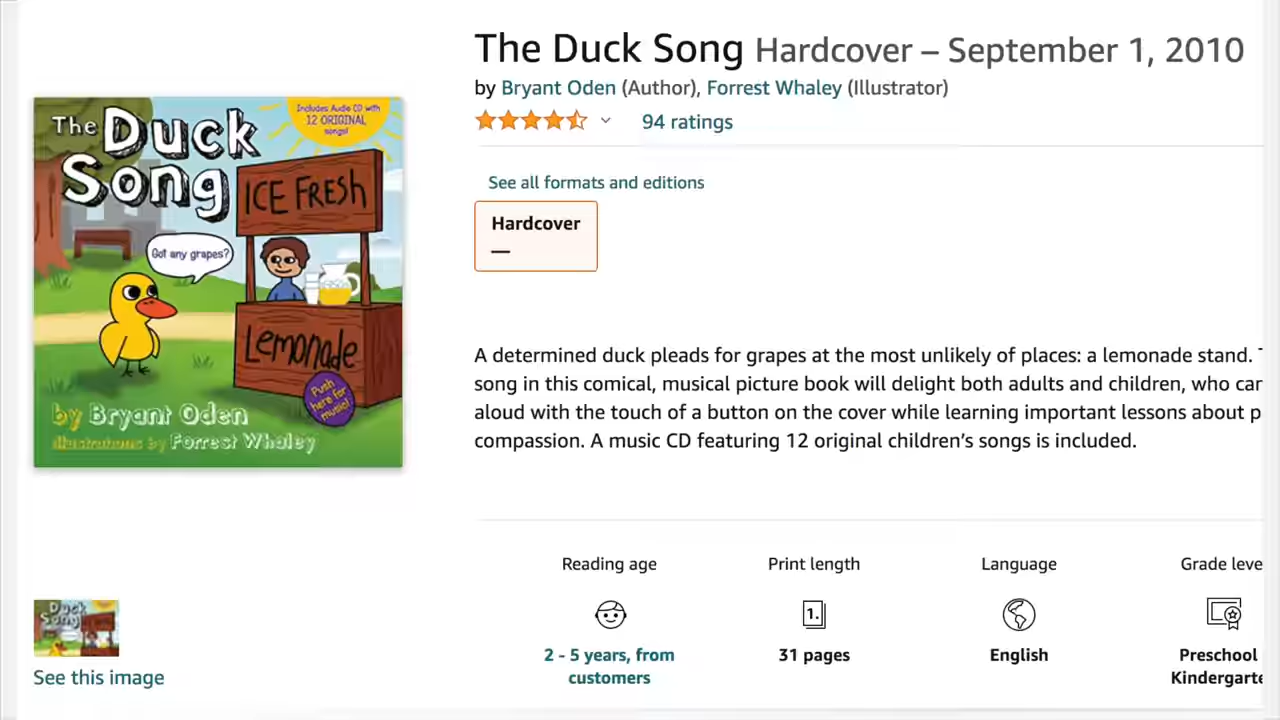 The Duck Song Hardcover – September 1, 2010
by Bryant Oden (Author), Forrest Whaley (Illustrator)
94 ratings
See all formats and editions
Hardcover
—
A determined duck pleads for grapes at the most unlikely of places: a lemonade stand.
song in this comical, musical picture book will delight both adults and children, who
aloud with the touch of a button on the cover while learning important lessons about
compassion. A music CD featuring 12 original children’s songs is included.
Reading age
Print length
Language
Grade
1.
2 - 5 years, from
customers
31 pages
English
Preschool
The Duck
Song
Includes Audio CD with
12 ORIGINAL
songs!
ICE FRESH
Got any grapes?
Lemonade
Push
here for
music!
by Bryant Oden
illustrations by Forrest Whaley
Duck
Song
See this image